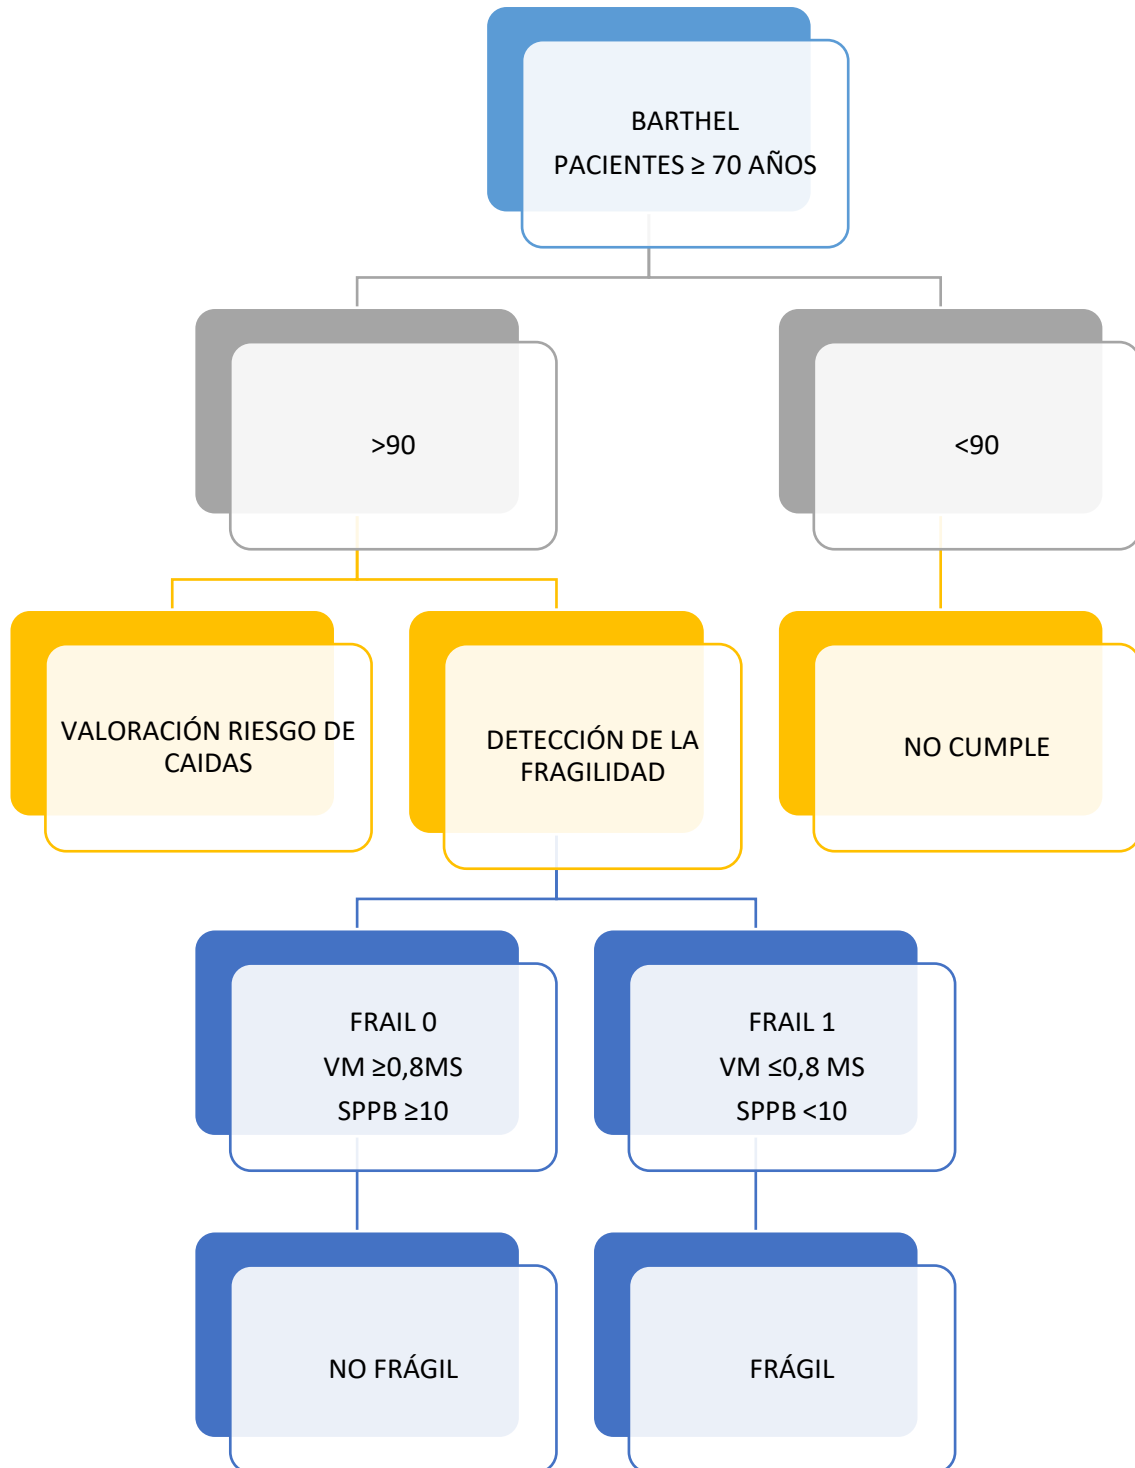 BARTHEL
PACIENTES ≥ 70 AÑOS
>90
<90
VALORACIÓN RIESGO DE
CAIDAS
DETECCIÓN DE LA
FRAGILIDAD
NO CUMPLE
FRAIL 0
VM ≥0,8MS
SPPB ≥10
FRAIL 1
VM ≤0,8 MS
SPPB <10
NO FRÁGIL
FRÁGIL